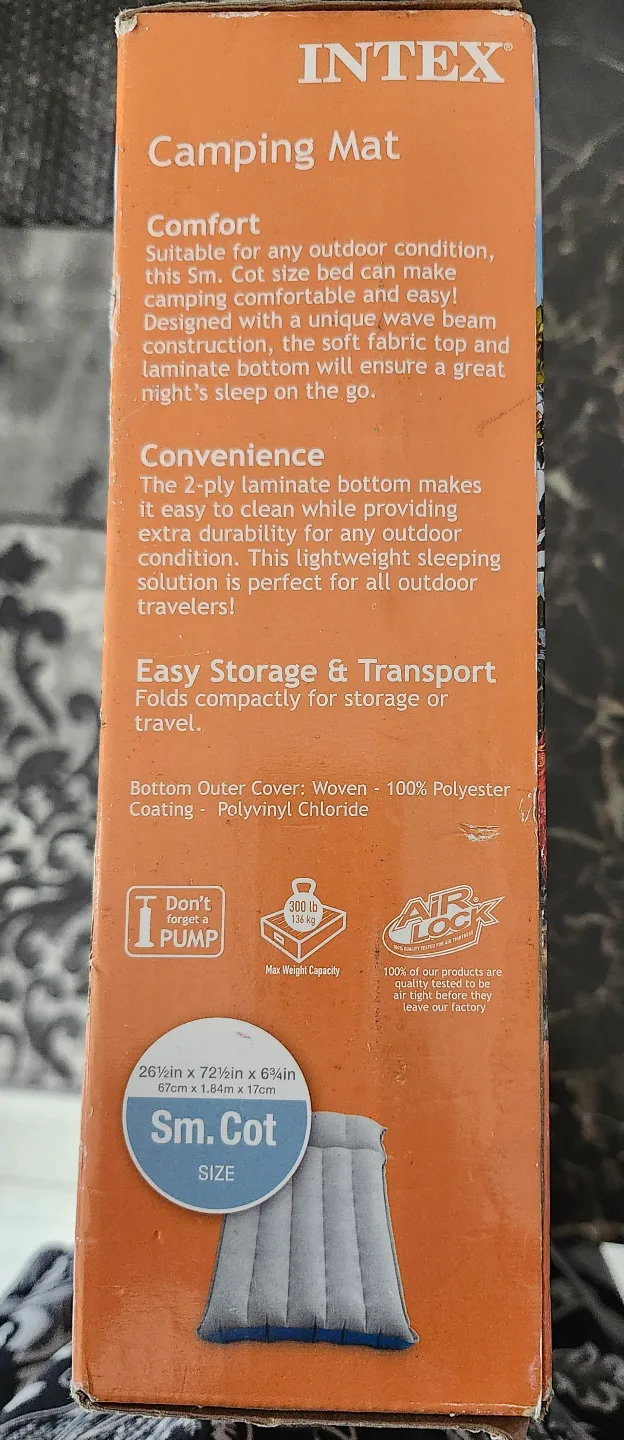 INTEX®
Camping Mat
Comfort
Suitable for any outdoor condition,
this Sm. Cot size bed can make
camping comfortable and easy!
Designed with a unique wave beam
construction, the soft fabric top and
laminate bottom will ensure a great
night's sleep on the go.
Convenience
The 2-ply laminate bottom makes
it easy to clean while providing
extra durability for any outdoor
condition. This lightweight sleeping
solution is perfect for all outdoor
travelers!
Easy Storage & Transport
Folds compactly for storage or
travel.
Bottom Outer Cover: Woven - 100% Polyester
Coating - Polyvinyl Chloride
Don't
forget a
PUMP
300 lb
136 kg
Max Weight Capacity
AIR
LOCK
100% QUALITY TESTED FOR AIR TIGHTNESS
100% of our products are
quality tested to be
air tight before they
leave our factory
26½in x 72½in x 6¾in
67cm x 1.84m x 17cm
Sm. Cot
SIZE